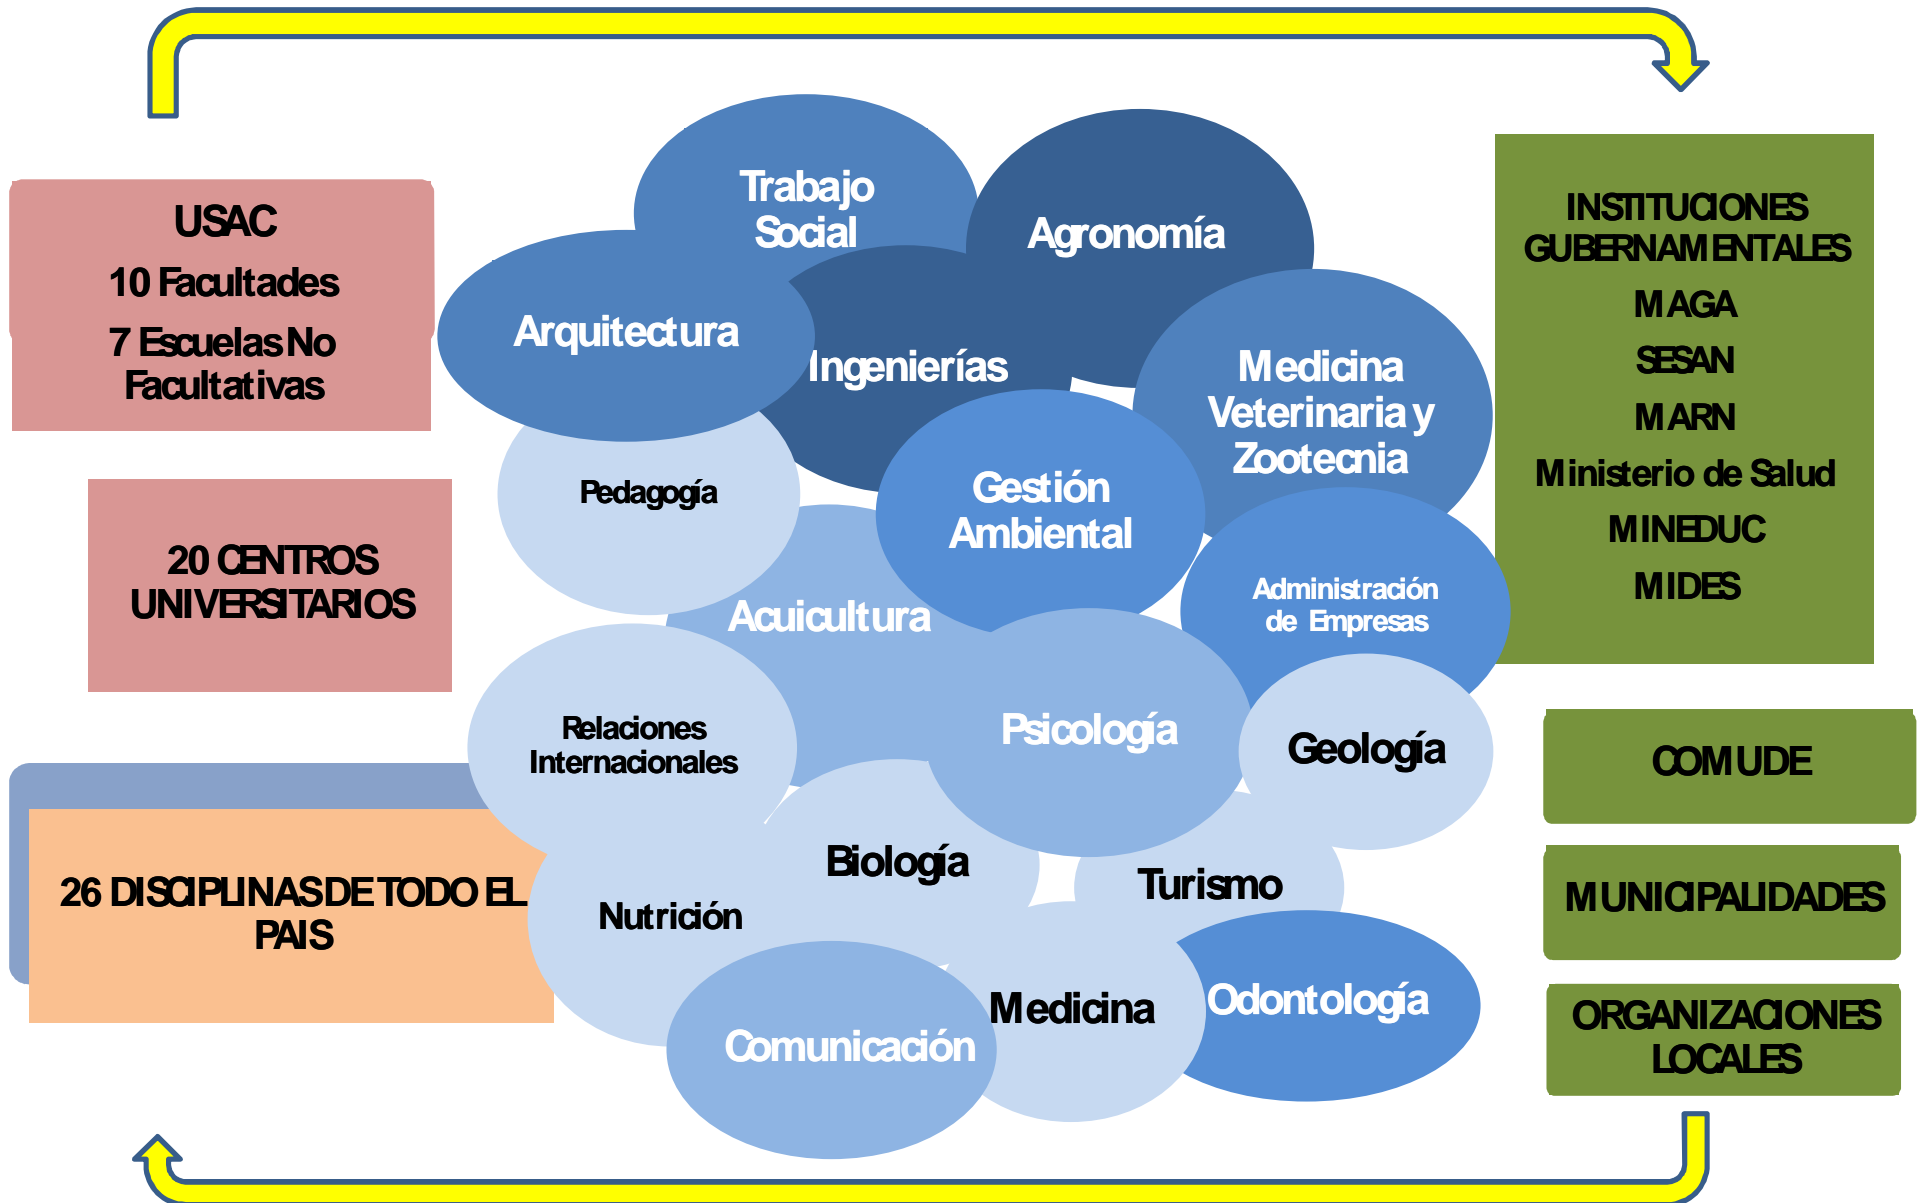 USAC
10 Facultades
7 Escuelas No
Facultativas
20 CENTROS
UNIVERSITARIOS
26 DISCIPLINAS DE TODO EL
PAIS
Trabajo
Social
Agronomía
Arquitectura
Ingenierías
Medicina
Veterinaria y
Zootecnia
Pedagogía
Gestión
Ambiental
Administración
de Empresas
Acuicultura
Relaciones
Internacionales
Psicología
Geología
Biología
Turismo
Nutrición
Medicina
Odontología
Comunicación
INSTITUCIONES
GUBERNAMENTALES
MAGA
SESAN
MARN
Ministerio de Salud
MINEDUC
MIDES
COMUDE
MUNICIPALIDADES
ORGANIZACIONES
LOCALES